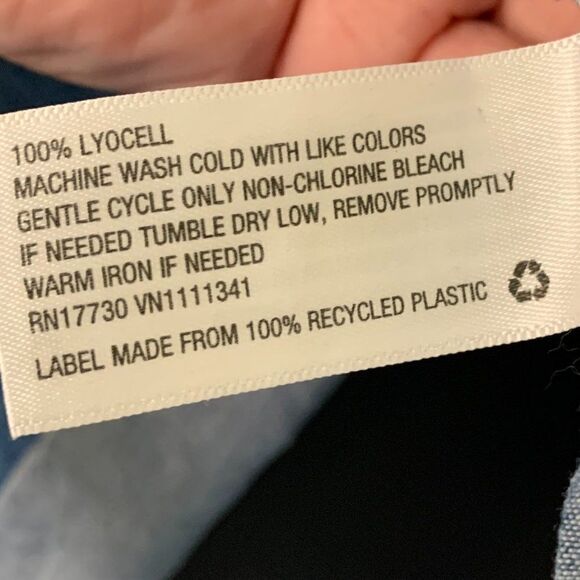 100% LYOCELL
MACHINE WASH COLD WITH LIKE COLORS
GENTLE CYCLE ONLY NON-CHLORINE BLEACH
IF NEEDED TUMBLE DRY LOW, REMOVE PROMPTLY
WARM IRON IF NEEDED
RN17730 VN1111341
LABEL MADE FROM 100% RECYCLED PLASTIC